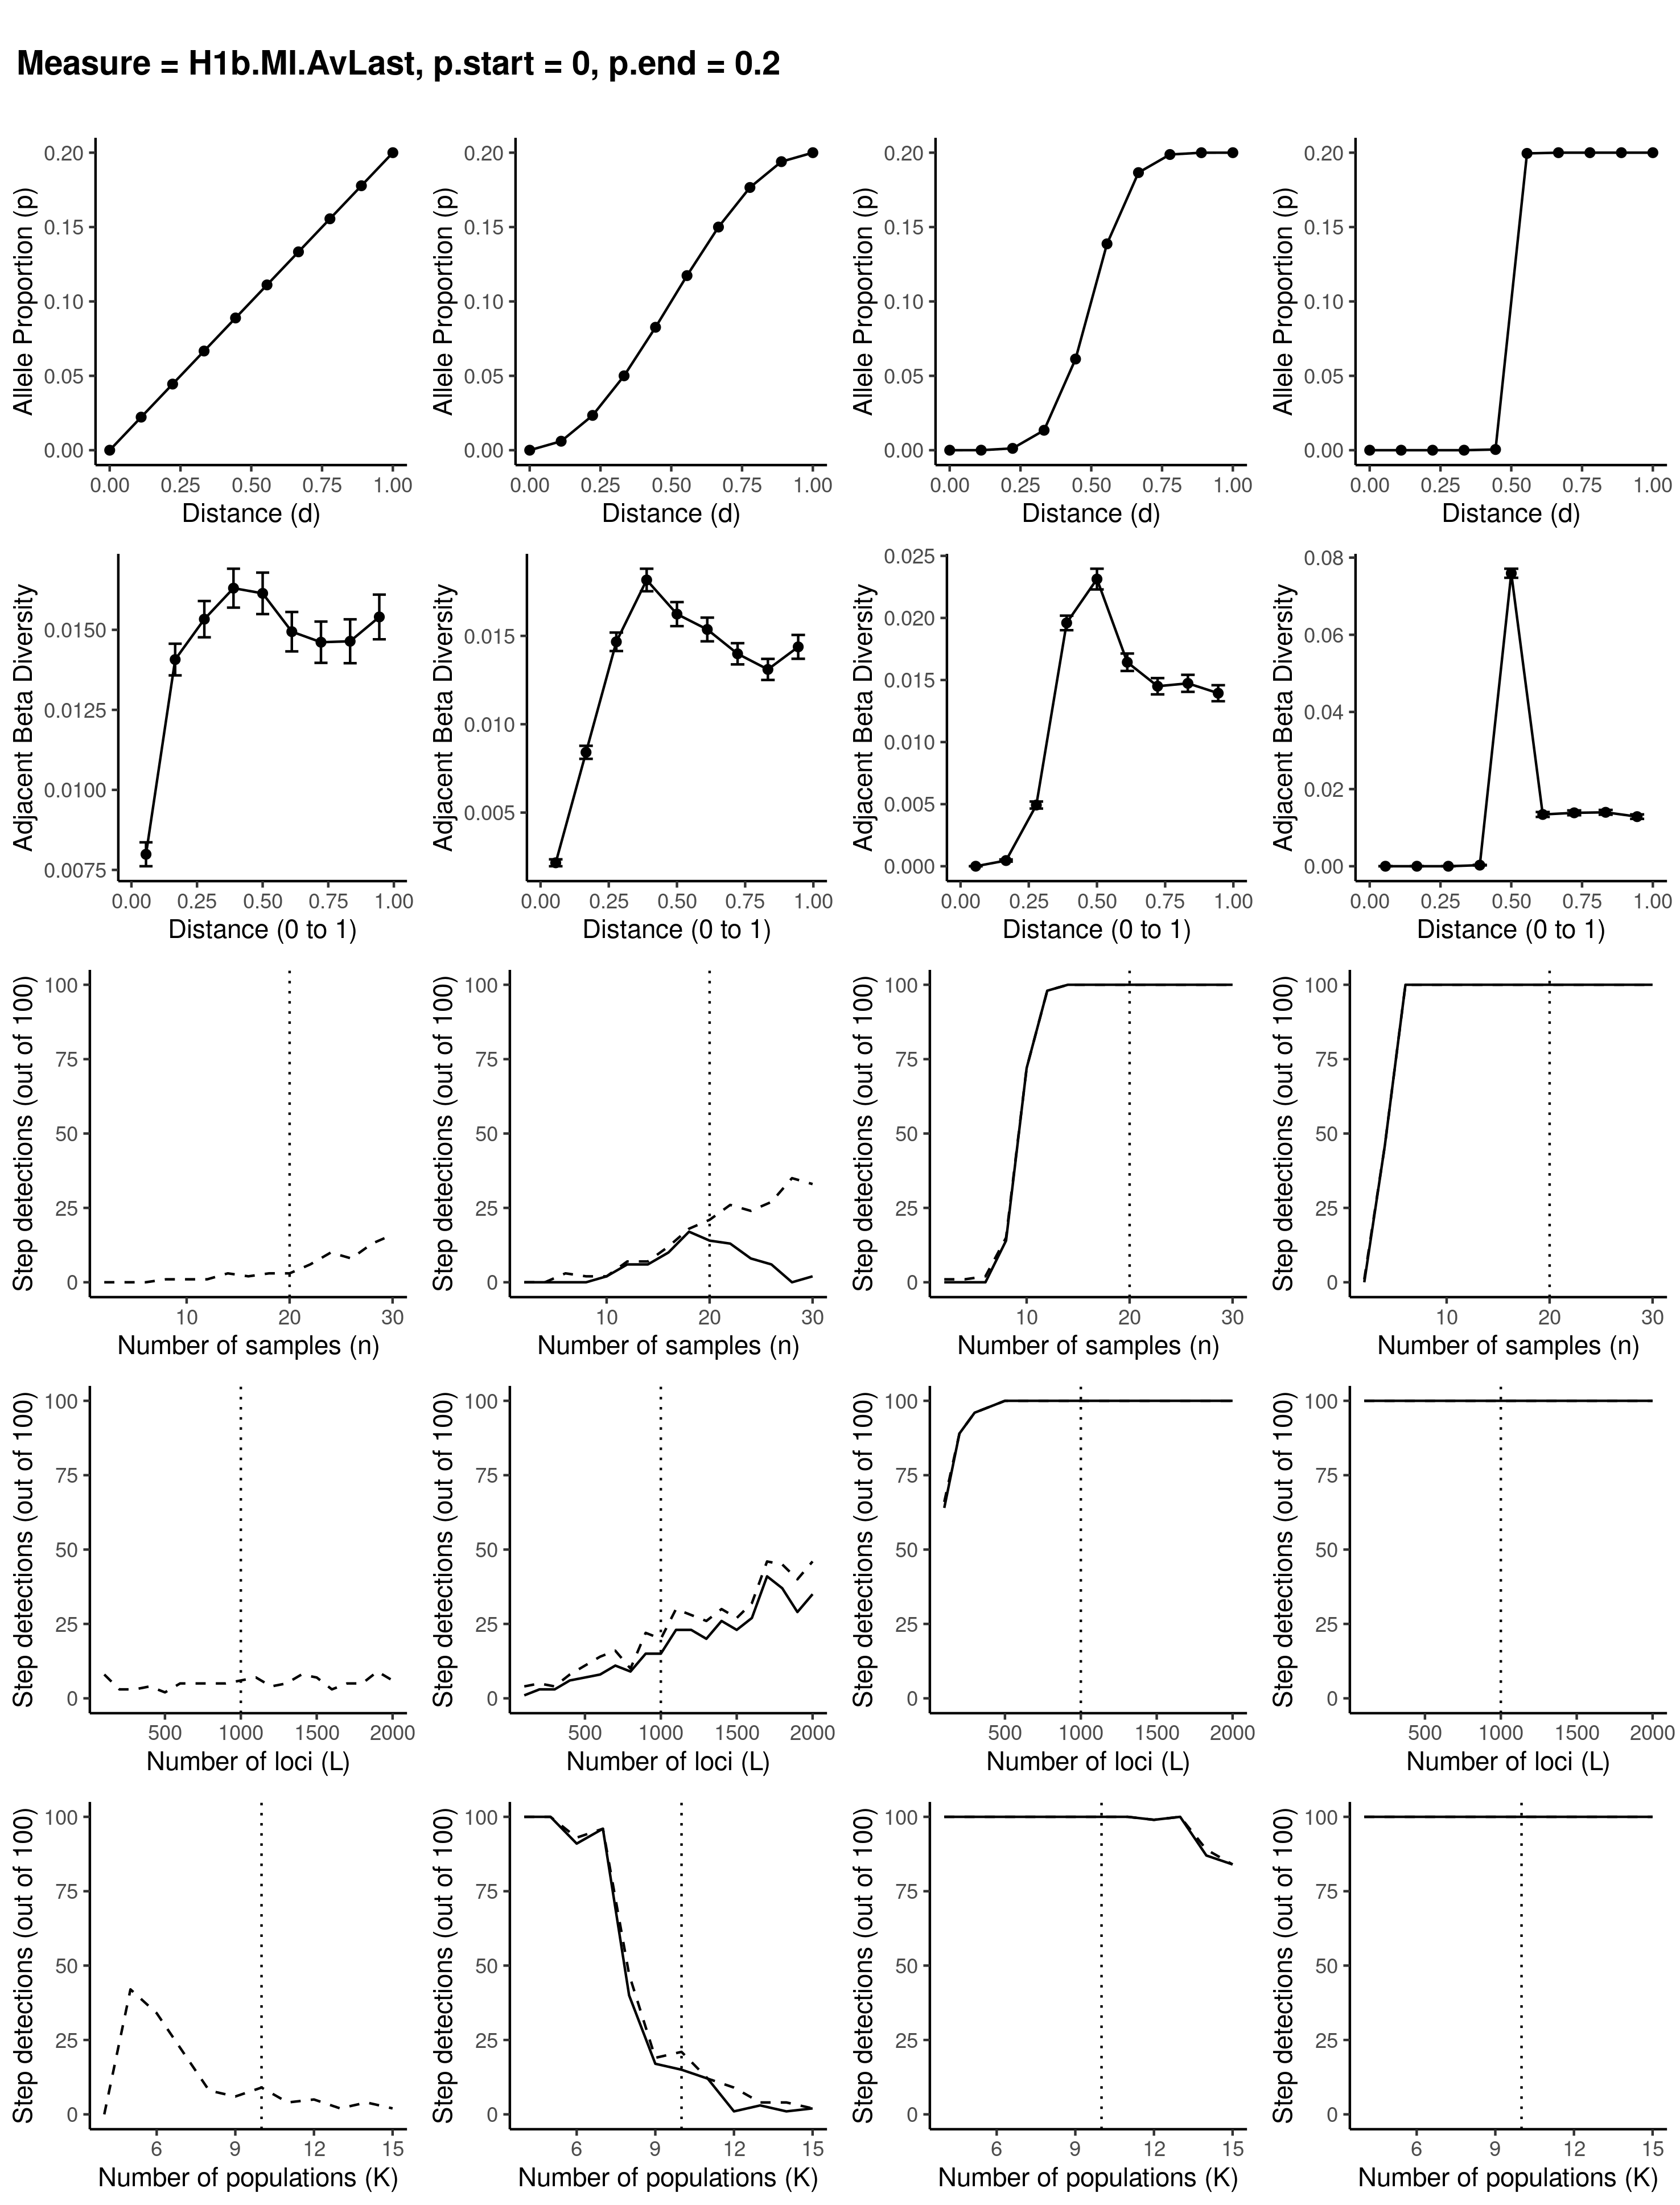 Measure = H1b.MI.AvLast, p.start = 0, p.end = 0.2
Allele Proportion (p)
0.20
0.15
0.10
0.05
0.00
0.00 0.25 0.50 0.75 1.00
Distance (d)
Allele Proportion (p)
0.20
0.15
0.10
0.05
0.00
0.00 0.25 0.50 0.75 1.00
Distance (d)
Allele Proportion (p)
0.20
0.15
0.10
0.05
0.00
0.00 0.25 0.50 0.75 1.00
Distance (d)
Allele Proportion (p)
0.20
0.15
0.10
0.05
0.00
0.00 0.25 0.50 0.75 1.00
Distance (d)
Adjacent Beta Diversity
0.0150
0.0125
0.0100
0.0075
0.00 0.25 0.50 0.75 1.00
Distance (0 to 1)
Adjacent Beta Diversity
0.015
0.010
0.005
0.00 0.25 0.50 0.75 1.00
Distance (0 to 1)
Adjacent Beta Diversity
0.025
0.020
0.015
0.010
0.005
0.000
0.00 0.25 0.50 0.75 1.00
Distance (0 to 1)
Adjacent Beta Diversity
0.08
0.06
0.04
0.02
0.00
0.00 0.25 0.50 0.75 1.00
Distance (0 to 1)
Step detections (out of 100)
100
75
50
25
0
10 20 30
Number of samples (n)
Step detections (out of 100)
100
75
50
25
0
10 20 30
Number of samples (n)
Step detections (out of 100)
100
75
50
25
0
10 20 30
Number of samples (n)
Step detections (out of 100)
100
75
50
25
0
10 20 30
Number of samples (n)
Step detections (out of 100)
100
75
50
25
0
500 1000 1500 2000
Number of loci (L)
Step detections (out of 100)
100
75
50
25
0
500 1000 1500 2000
Number of loci (L)
Step detections (out of 100)
100
75
50
25
0
500 1000 1500 2000
Number of loci (L)
Step detections (out of 100)
100
75
50
25
0
500 1000 1500 2000
Number of loci (L)
Step detections (out of 100)
100
75
50
25
0
6 9 12 15
Number of populations (K)
Step detections (out of 100)
100
75
50
25
0
6 9 12 15
Number of populations (K)
Step detections (out of 100)
100
75
50
25
0
6 9 12 15
Number of populations (K)
Step detections (out of 100)
100
75
50
25
0
6 9 12 15
Number of populations (K)